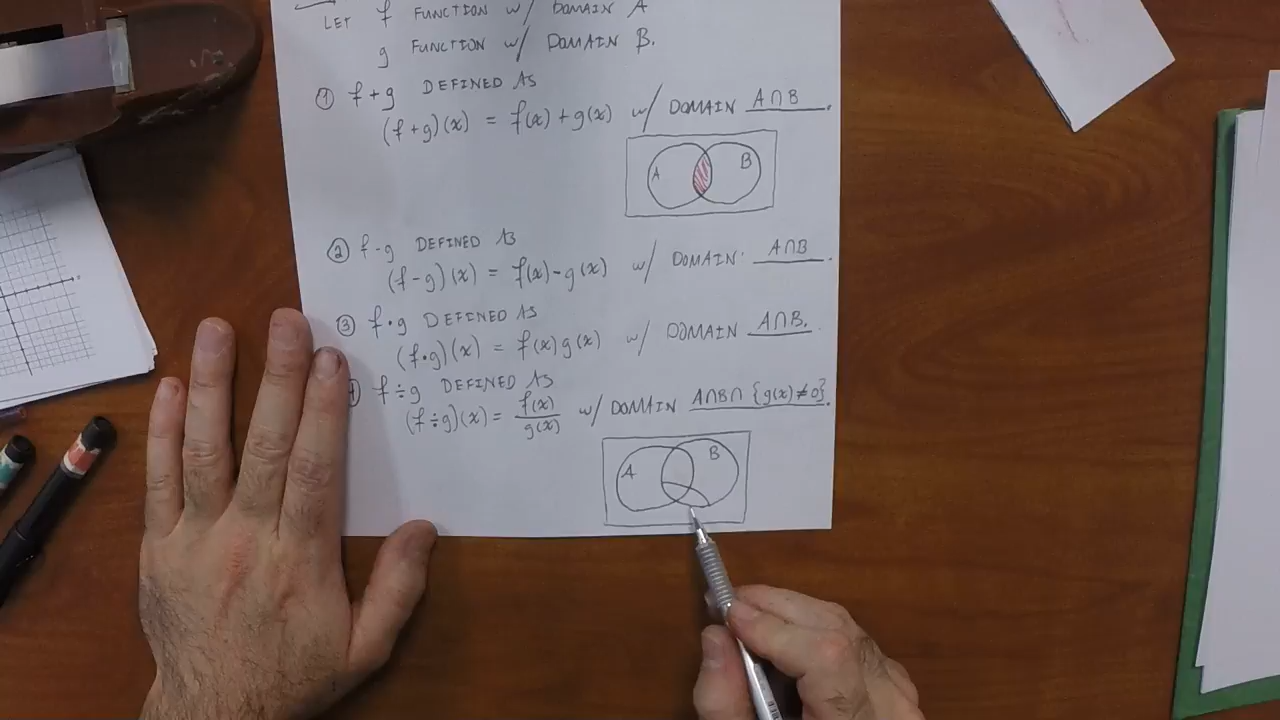 LET f FUNCTION w/ DOMAIN A
g FUNCTION w/ DOMAIN B.
① f+g DEFINED AS
(f+g)(x) = f(x)+g(x) w/ DOMAIN A∩B.
A B
② f-g DEFINED AS
(f-g)(x) = f(x)-g(x) w/ DOMAIN A∩B.
③ f·g DEFINED AS
(f·g)(x) = f(x)g(x) w/ DOMAIN A∩B.
④ f÷g DEFINED AS
(f÷g)(x) = f(x)/g(x) w/ DOMAIN A∩B∩{g(x)≠0}.
A B